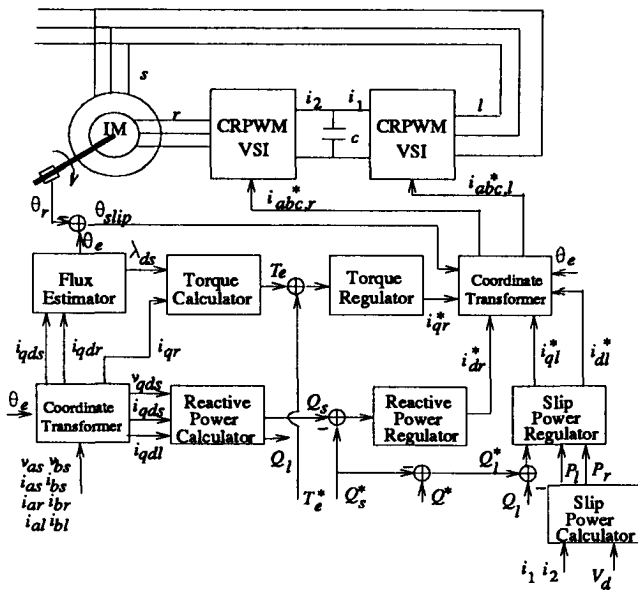 s
IM
r
CRPWM
VSI
i2
i1
c
CRPWM
VSI
l
i*abc,r
i*abc,l
θr
θslip
θe
Flux
Estimator
λds
Torque
Calculator
Te
Torque
Regulator
i*qr
Coordinate
Transformer
θe
iqds
iqdr
iqr
i*dr
i*ql
i*dl
θe
Coordinate
Transformer
vqds
iqds
iqdl
Reactive
Power
Calculator
Qs
Ql
Reactive
Power
Regulator
Slip
Power
Regulator
vas vbs
ias ibs
iar ibr
ial ibl
T*e
Q*s
Q*
Q*l
Ql
Pl
Pr
Slip
Power
Calculator
i1 i2
Vd